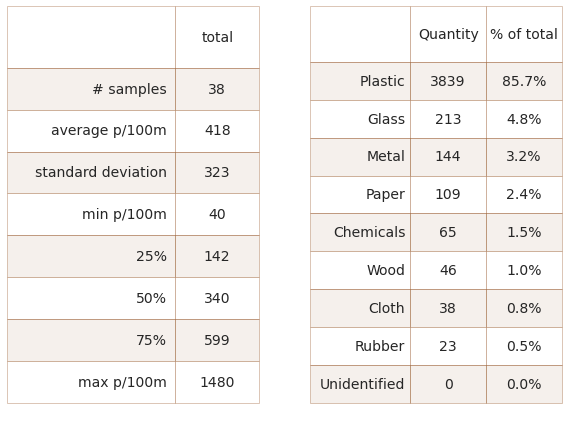 total
# samples 38
average p/100m 418
standard deviation 323
min p/100m 40
25% 142
50% 340
75% 599
max p/100m 1480
Quantity % of total
Plastic 3839 85.7%
Glass 213 4.8%
Metal 144 3.2%
Paper 109 2.4%
Chemicals 65 1.5%
Wood 46 1.0%
Cloth 38 0.8%
Rubber 23 0.5%
Unidentified 0 0.0%